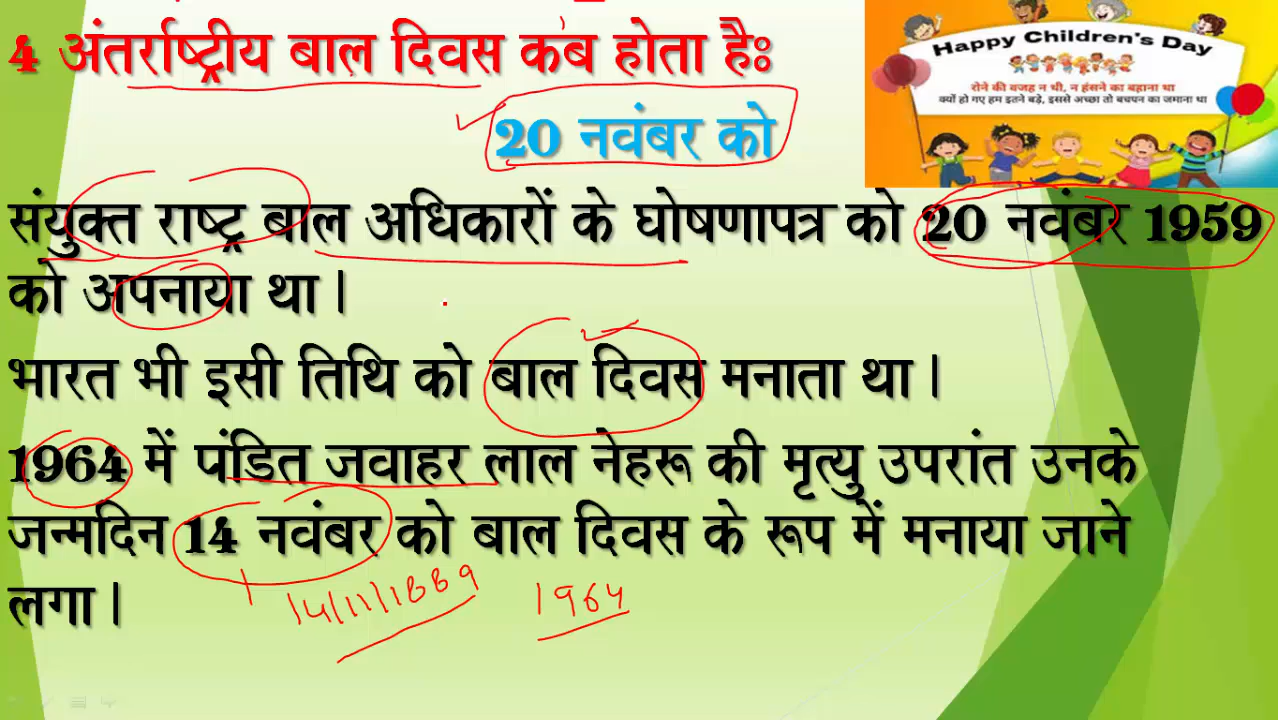 4 अंतर्राष्ट्रीय बाल दिवस कब होता हैः
Happy Children's Day
रोने की वजह न थी, न हंसने का बहाना था
क्यों हो गए हम इतने बड़े, इससे अच्छा तो बचपन का जमाना था
20 नवंबर को
संयुक्त राष्ट्र बाल अधिकारों के घोषणापत्र को 20 नवंबर 1959
को अपनाया था।
भारत भी इसी तिथि को बाल दिवस मनाता था।
1964 में पंडित जवाहर लाल नेहरू की मृत्यु उपरांत उनके
जन्मदिन 14 नवंबर को बाल दिवस के रूप में मनाया जाने
लगा।
14/11/1889 1964